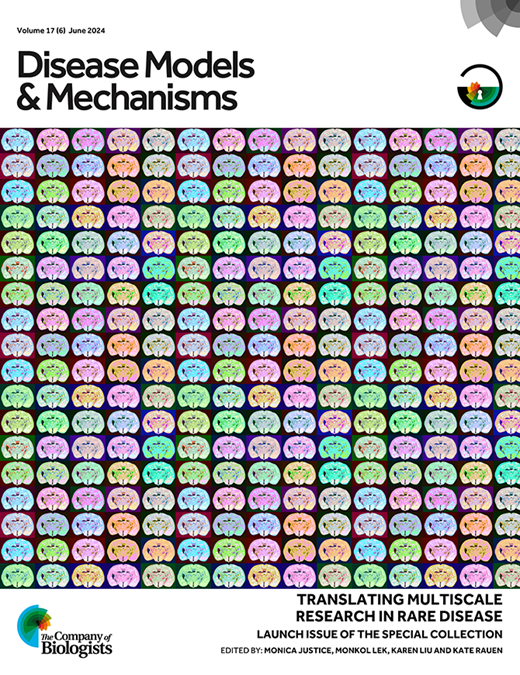 Volume 17 (6) June 2024
Disease Models
& Mechanisms
TRANSLATING MULTISCALE
RESEARCH IN RARE DISEASE
LAUNCH ISSUE OF THE SPECIAL COLLECTION
EDITED BY: MONICA JUSTICE, MONKOL LEK, KAREN LIU AND KATE RAUEN
The Company of
Biologists